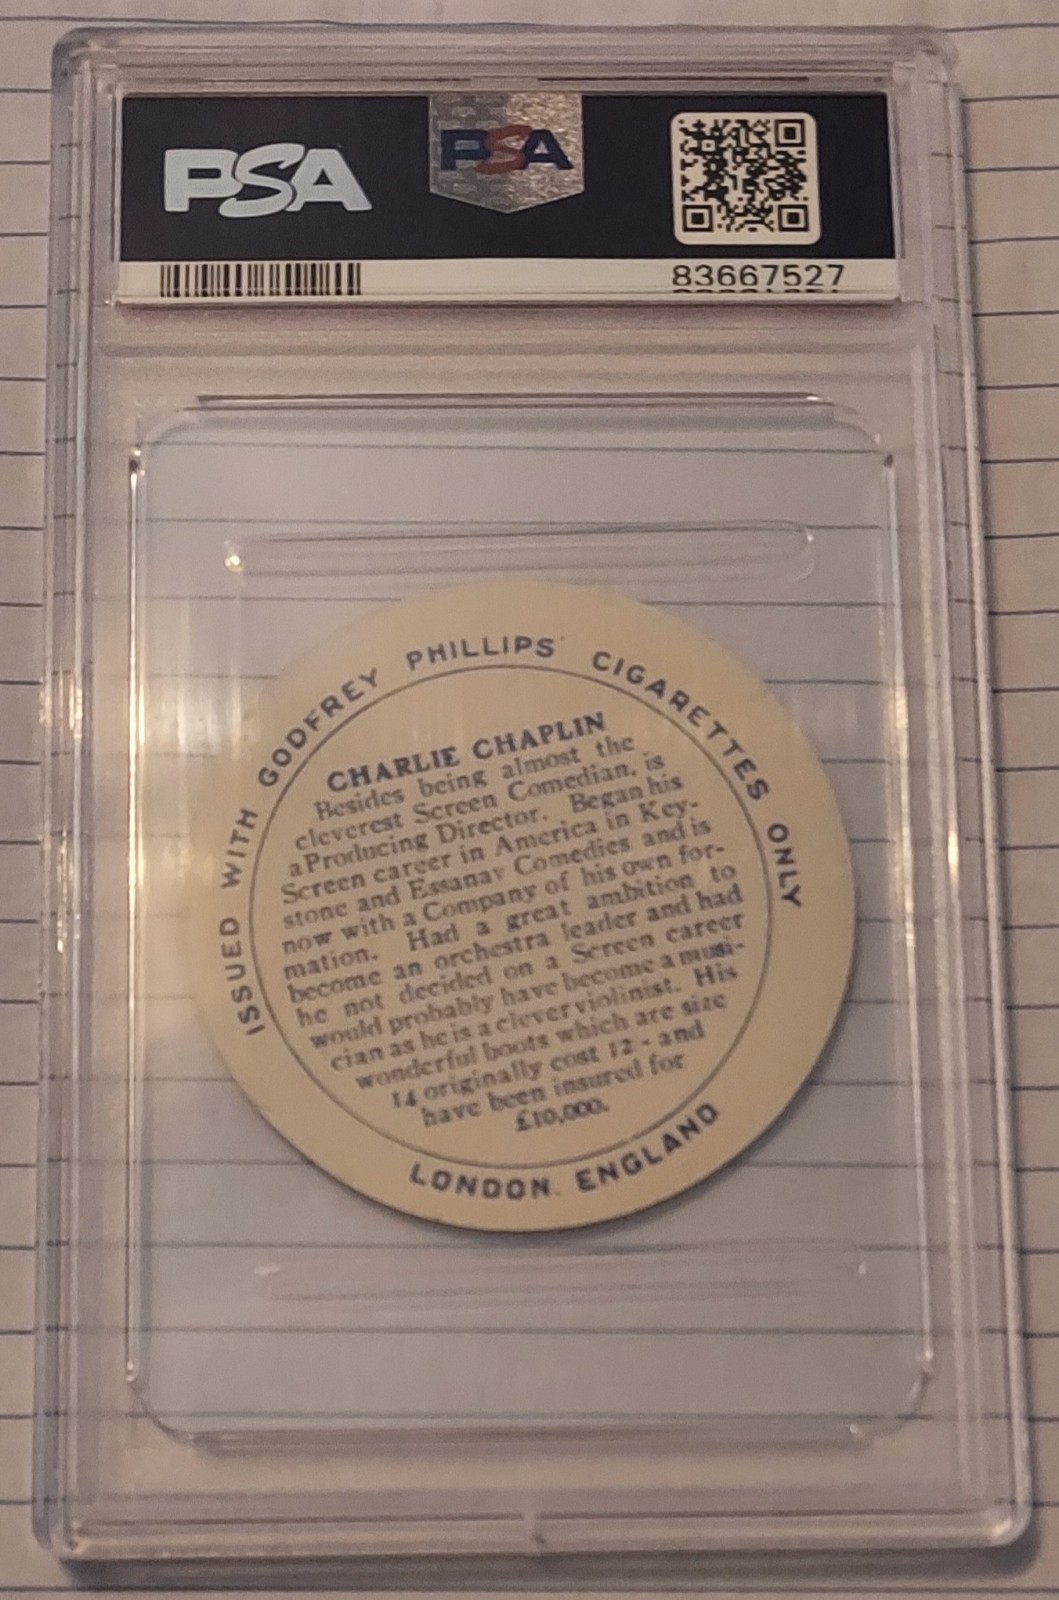 PSA
PSA
83667527
ISSUED WITH GODFREY PHILLIPS' CIGARETTES ONLY
CHARLIE CHAPLIN
Besides being almost the
cleverest Screen Comedian, is
a Producing Director. Began his
Screen career in America in Key-
stone and Essanay Comedies and is
now with a Company of his own for-
mation. Had a great ambition to
become an orchestra leader and had
he not decided on a Screen career
would probably have become a musi-
cian as he is a clever violinist. His
wonderful boots which are size
14 originally cost 12 - and
have been insured for
£10,000.
LONDON. ENGLAND